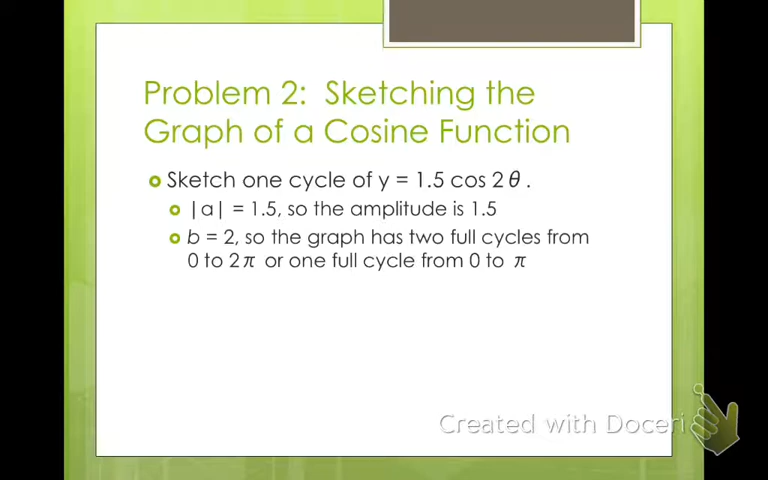 Problem 2: Sketching the
Graph of a Cosine Function
Sketch one cycle of y = 1.5 cos 2θ.
|a| = 1.5, so the amplitude is 1.5
b = 2, so the graph has two full cycles from
0 to 2π or one full cycle from 0 to π
Created with Doceri